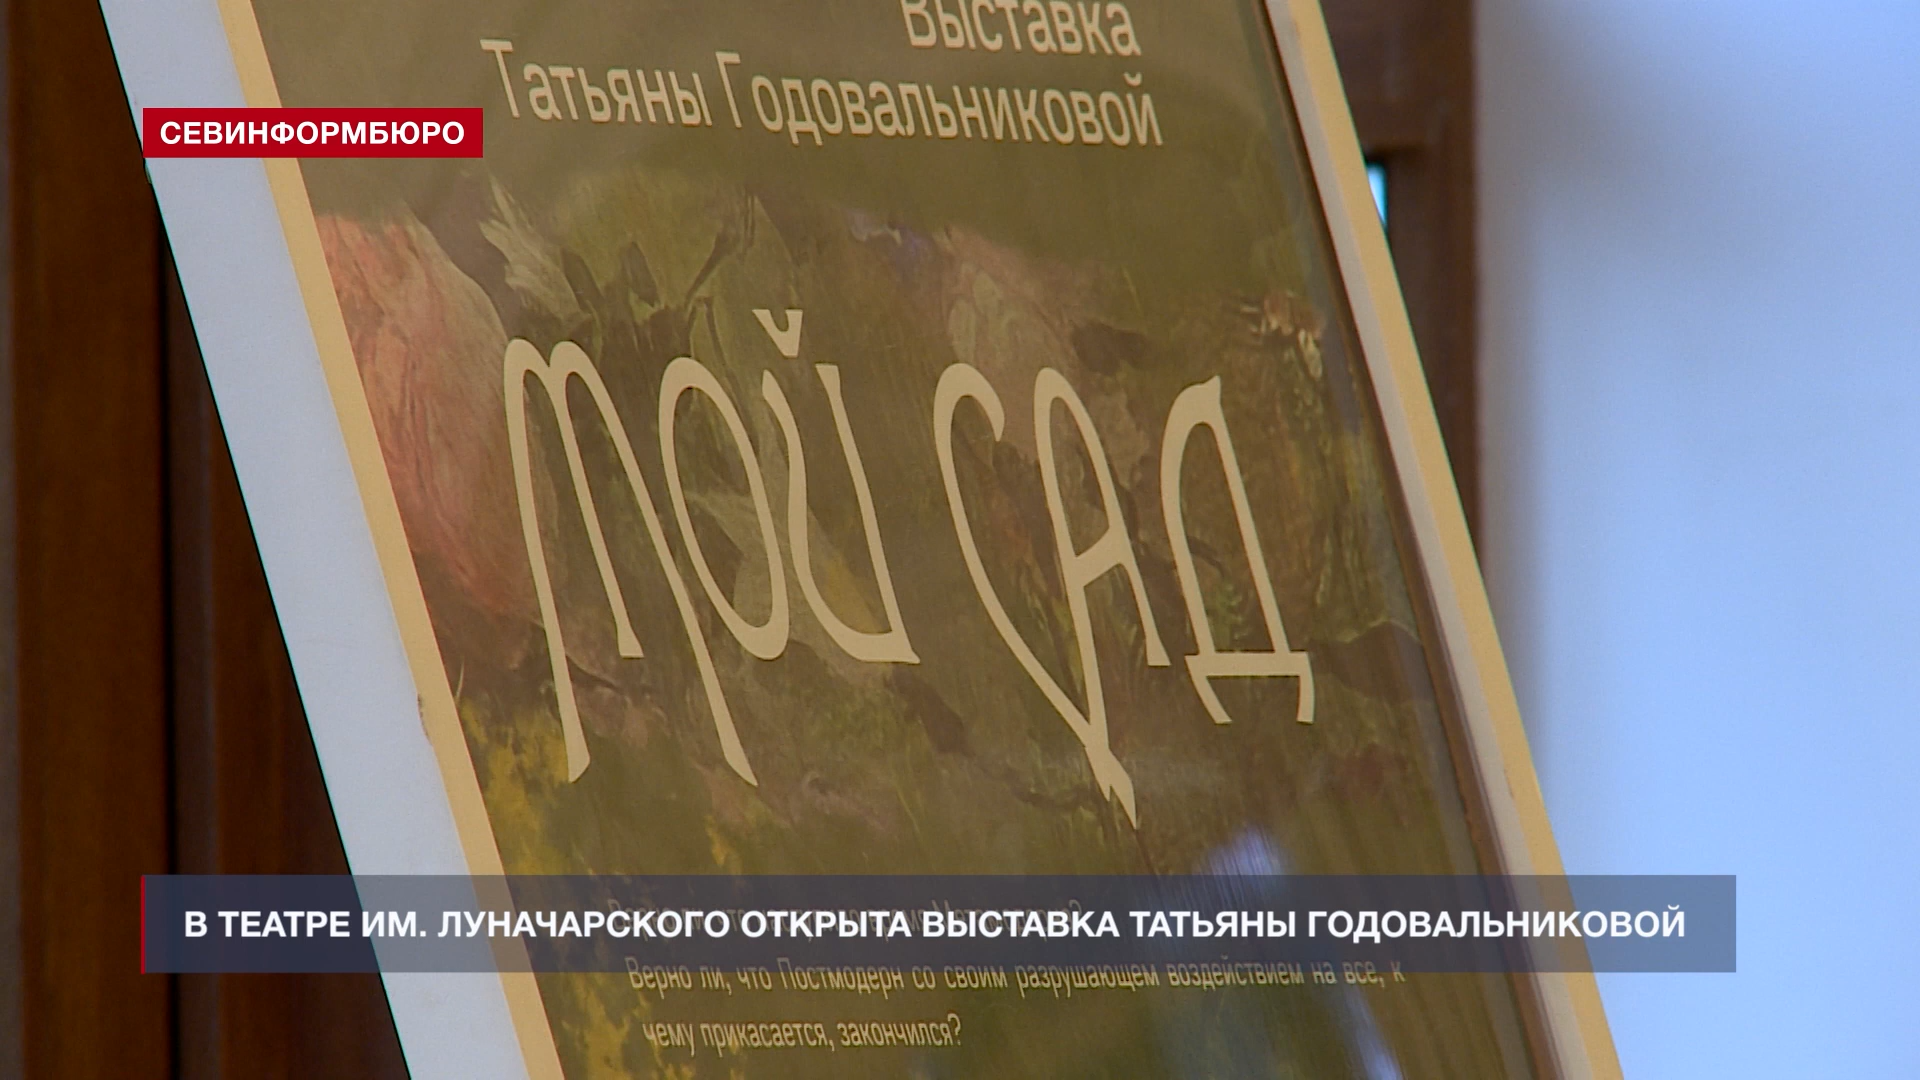 Выставка
Татьяны Годовальниковой
СЕВИНФОРМБЮРО
мой сад
В ТЕАТРЕ ИМ. ЛУНАЧАРСКОГО ОТКРЫТА ВЫСТАВКА ТАТЬЯНЫ ГОДОВАЛЬНИКОВОЙ
Верно ли, что Постмодерн со своим разрушающем воздействием на все, к
чему прикасается, закончился?